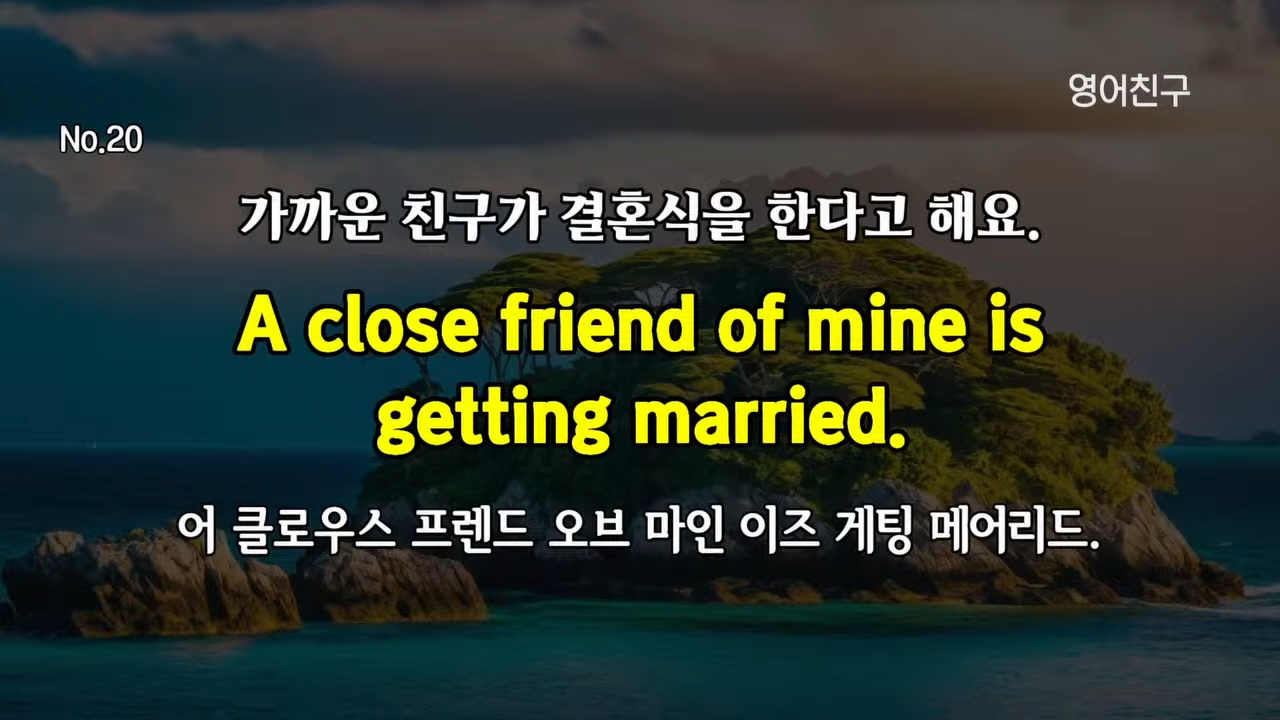 영어친구
No.20
가까운 친구가 결혼식을 한다고 해요.
A close friend of mine is
getting married.
어 클로우스 프렌드 오브 마인 이즈 게팅 메어리드.